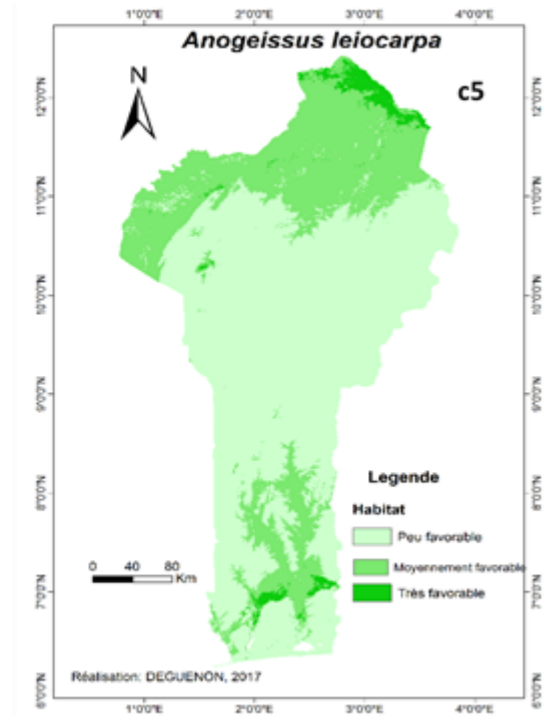 1°0'0"E 2°0'0"E 3°0'0"E 4°0'0"E
Anogeissus leiocarpa
c5
N
12°0'0"N 12°0'0"N
11°0'0"N 11°0'0"N
10°0'0"N 10°0'0"N
9°0'0"N 9°0'0"N
8°0'0"N 8°0'0"N
Legende
Habitat
Peu favorable
Moyennement favorable
Très favorable
0 40 80
Km
7°0'0"N 7°0'0"N
Réalisation: DEGUENON, 2017
6°0'0"N 6°0'0"N
1°0'0"E 2°0'0"E 3°0'0"E 4°0'0"E